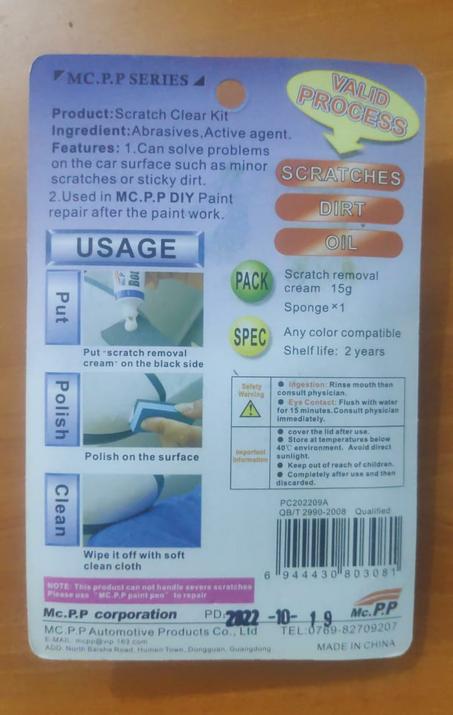 MC.P.P SERIES
VALID PROCESS
Product:Scratch Clear Kit
Ingredient:Abrasives,Active agent.
Features: 1.Can solve problems
on the car surface such as minor
scratches or sticky dirt.
2.Used in MC.P.P DIY Paint
repair after the paint work.
SCRATCHES
DIRT
OIL
USAGE
Put
Put "scratch removal
cream" on the black side
Polish
Polish on the surface
Clean
Wipe it off with soft
clean cloth
PACK
Scratch removal
cream 15g
Sponge×1
SPEC
Any color compatible
Shelf life: 2 years
Safety
Warning
Ingestion: Rinse mouth then
consult physician.
Eye Contact: Flush with water
for 15 minutes.Consult physician
immediately.
Important
Information
cover the lid after use.
Store at temperatures below
40℃ environment. Avoid direct
sunlight.
Keep out of reach of children.
Completely after use and then
discarded.
PC202209A
QB/T 2990-2008 Qualified
6 944430 803081
NOTE: This product can not handle severe scratches
Please use "MC.P.P paint pen" to repair
Mc.P.P corporation
PD: 2022 -10- 19
Mc.P.P
MC.P.P Automotive Products Co., Ltd
TEL:0769-82709207
E-MAIL: mcpp@vip.163.com
ADD: North Baisha Road, Humen Town, Dongguan, Guangdong
MADE IN CHINA